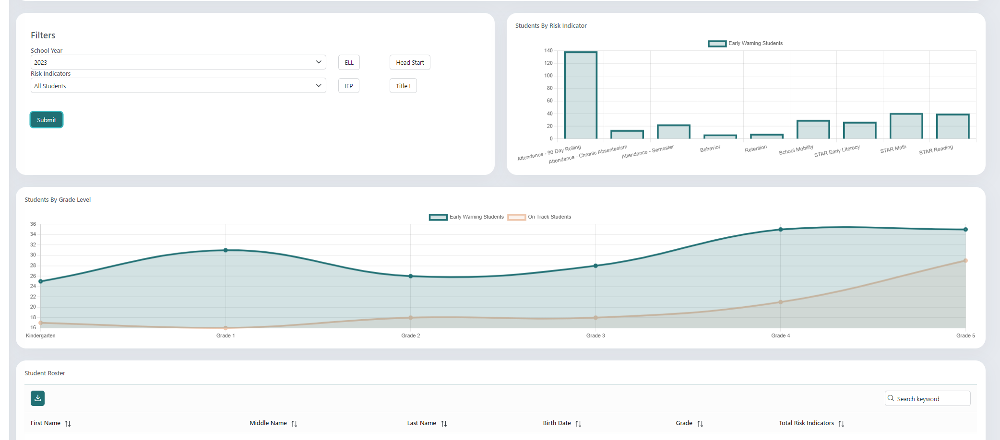 Filters
School Year
2023
ELL
Head Start
Risk Indicators
All Students
IEP
Title I
Submit
Students By Risk Indicator
Early Warning Students
140
120
100
80
60
40
20
0
Attendance - 90 Day Rolling
Attendance - Chronic Absenteeism
Attendance - Semester
Behavior
Retention
School Mobility
STAR Early Literacy
STAR Math
STAR Reading
Students By Grade Level
Early Warning Students
On Track Students
36
34
32
30
28
26
24
22
20
18
16
Kindergarten
Grade 1
Grade 2
Grade 3
Grade 4
Grade 5
Student Roster
Search keyword
First Name
Middle Name
Last Name
Birth Date
Grade
Total Risk Indicators